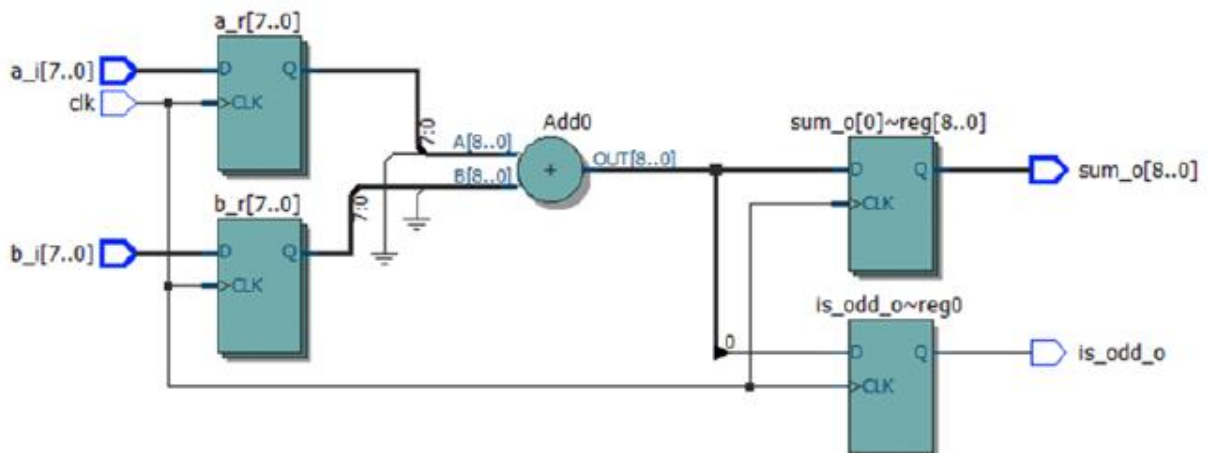 a_r[7..0]
a_i[7..0]
D Q
clk
>CLK
7:0
Add0
A[8..0]
+
OUT[8..0]
B[8..0]
7:0
sum_o[0]~reg[8..0]
D Q
sum_o[8..0]
>CLK
b_r[7..0]
b_i[7..0]
D Q
>CLK
is_odd_o~reg0
0
D Q
is_odd_o
>CLK